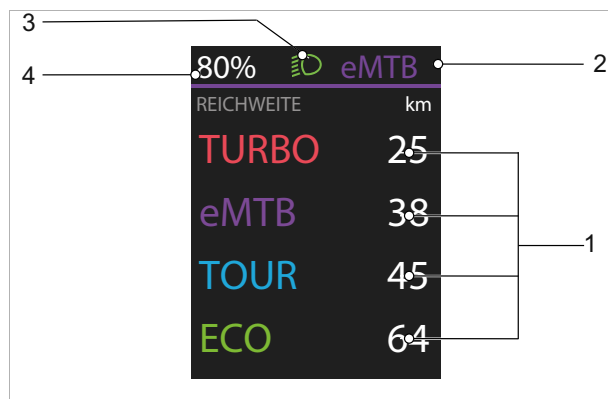 3
4
80% eMTB
2
REICHWEITE km
TURBO 25
eMTB 38
1
TOUR 45
ECO 64